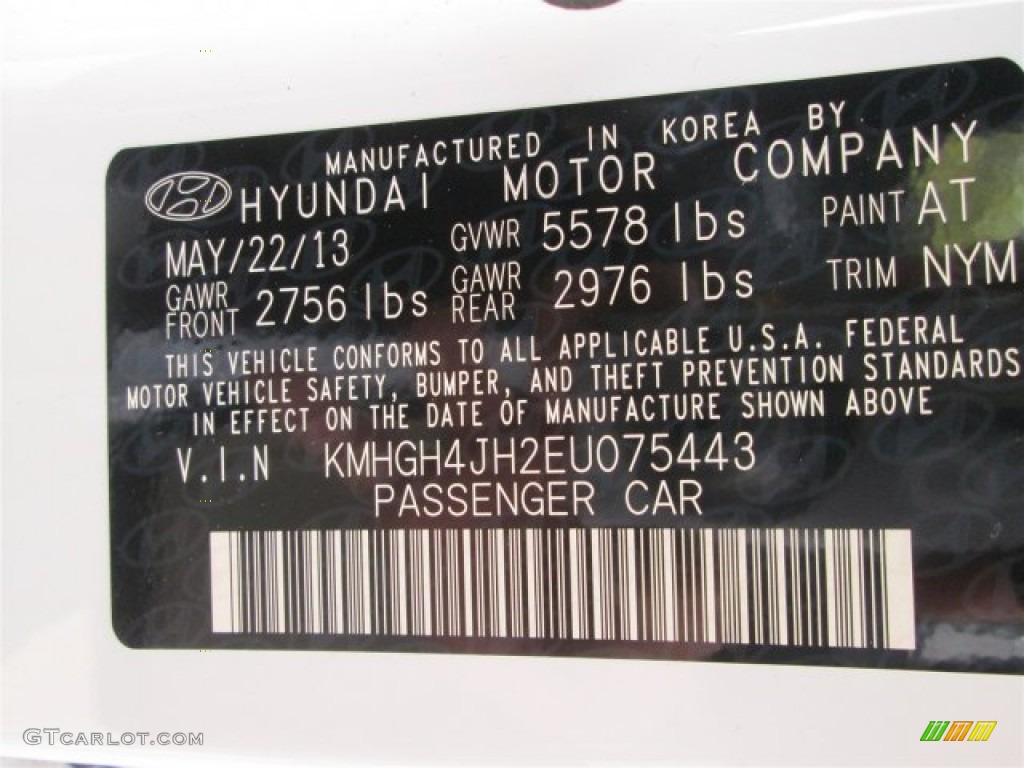 MANUFACTURED IN KOREA BY
HYUNDAI MOTOR COMPANY
MAY/22/13 GVWR 5578 lbs PAINT AT
GAWR FRONT 2756 lbs GAWR REAR 2976 lbs TRIM NYM
THIS VEHICLE CONFORMS TO ALL APPLICABLE U.S.A. FEDERAL
MOTOR VEHICLE SAFETY, BUMPER, AND THEFT PREVENTION STANDARDS
IN EFFECT ON THE DATE OF MANUFACTURE SHOWN ABOVE
V.I.N KMHGH4JH2EU075443
PASSENGER CAR
GTCARLOT.COM